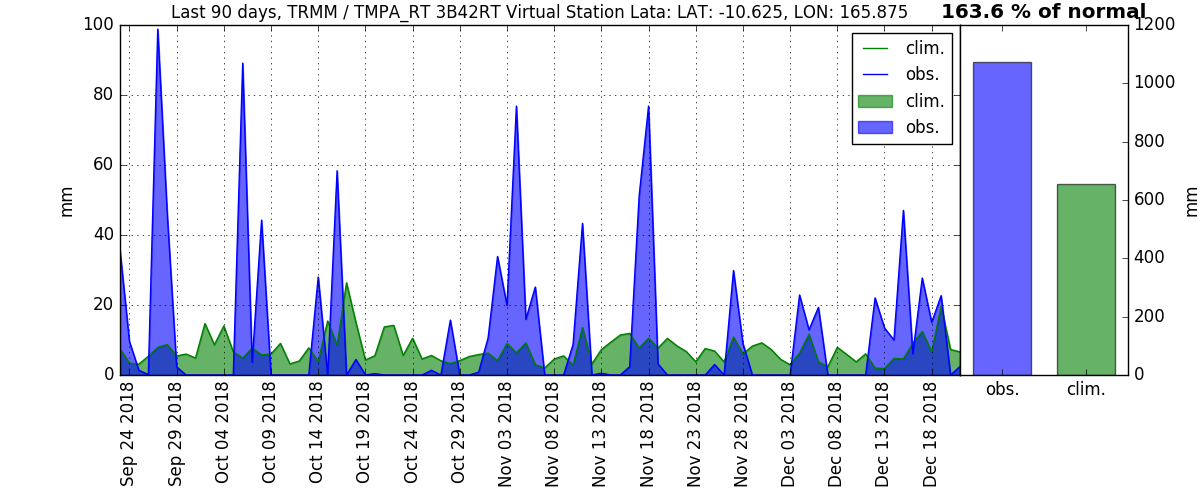 Last 90 days, TRMM / TMPA_RT 3B42RT Virtual Station Lata: LAT: -10.625, LON: 165.875
163.6 % of normal
100
80
60
40
20
0
mm
clim.
obs.
clim.
obs.
1200
1000
800
600
400
200
0
mm
Sep 24 2018
Sep 29 2018
Oct 04 2018
Oct 09 2018
Oct 14 2018
Oct 19 2018
Oct 24 2018
Oct 29 2018
Nov 03 2018
Nov 08 2018
Nov 13 2018
Nov 18 2018
Nov 23 2018
Nov 28 2018
Dec 03 2018
Dec 08 2018
Dec 13 2018
Dec 18 2018
obs.
clim.